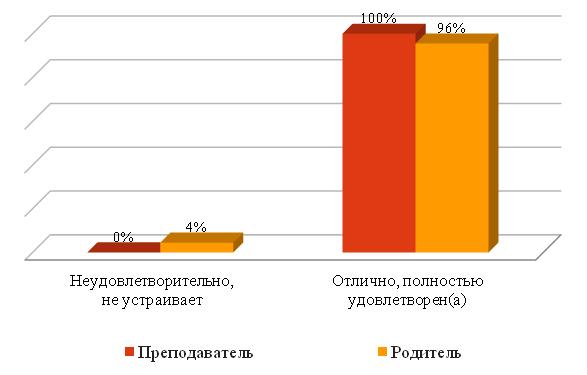 100%
96%
0%
4%
Неудовлетворительно,
не устраивает
Отлично, полностью
удовлетворен(а)
Преподаватель
Родитель